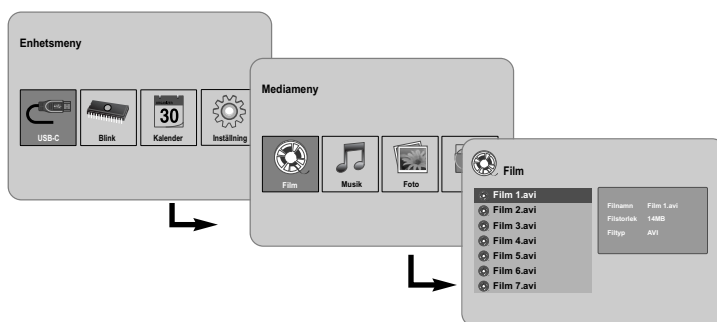 Enhetsmeny
USB-C
Blink
30
Kalender
Inställning
Mediameny
Film
Musik
Foto
Film
Film 1.avi
Film 2.avi
Film 3.avi
Film 4.avi
Film 5.avi
Film 6.avi
Film 7.avi
Filnamn Film 1.avi
Filstorlek 14MB
Filtyp AVI